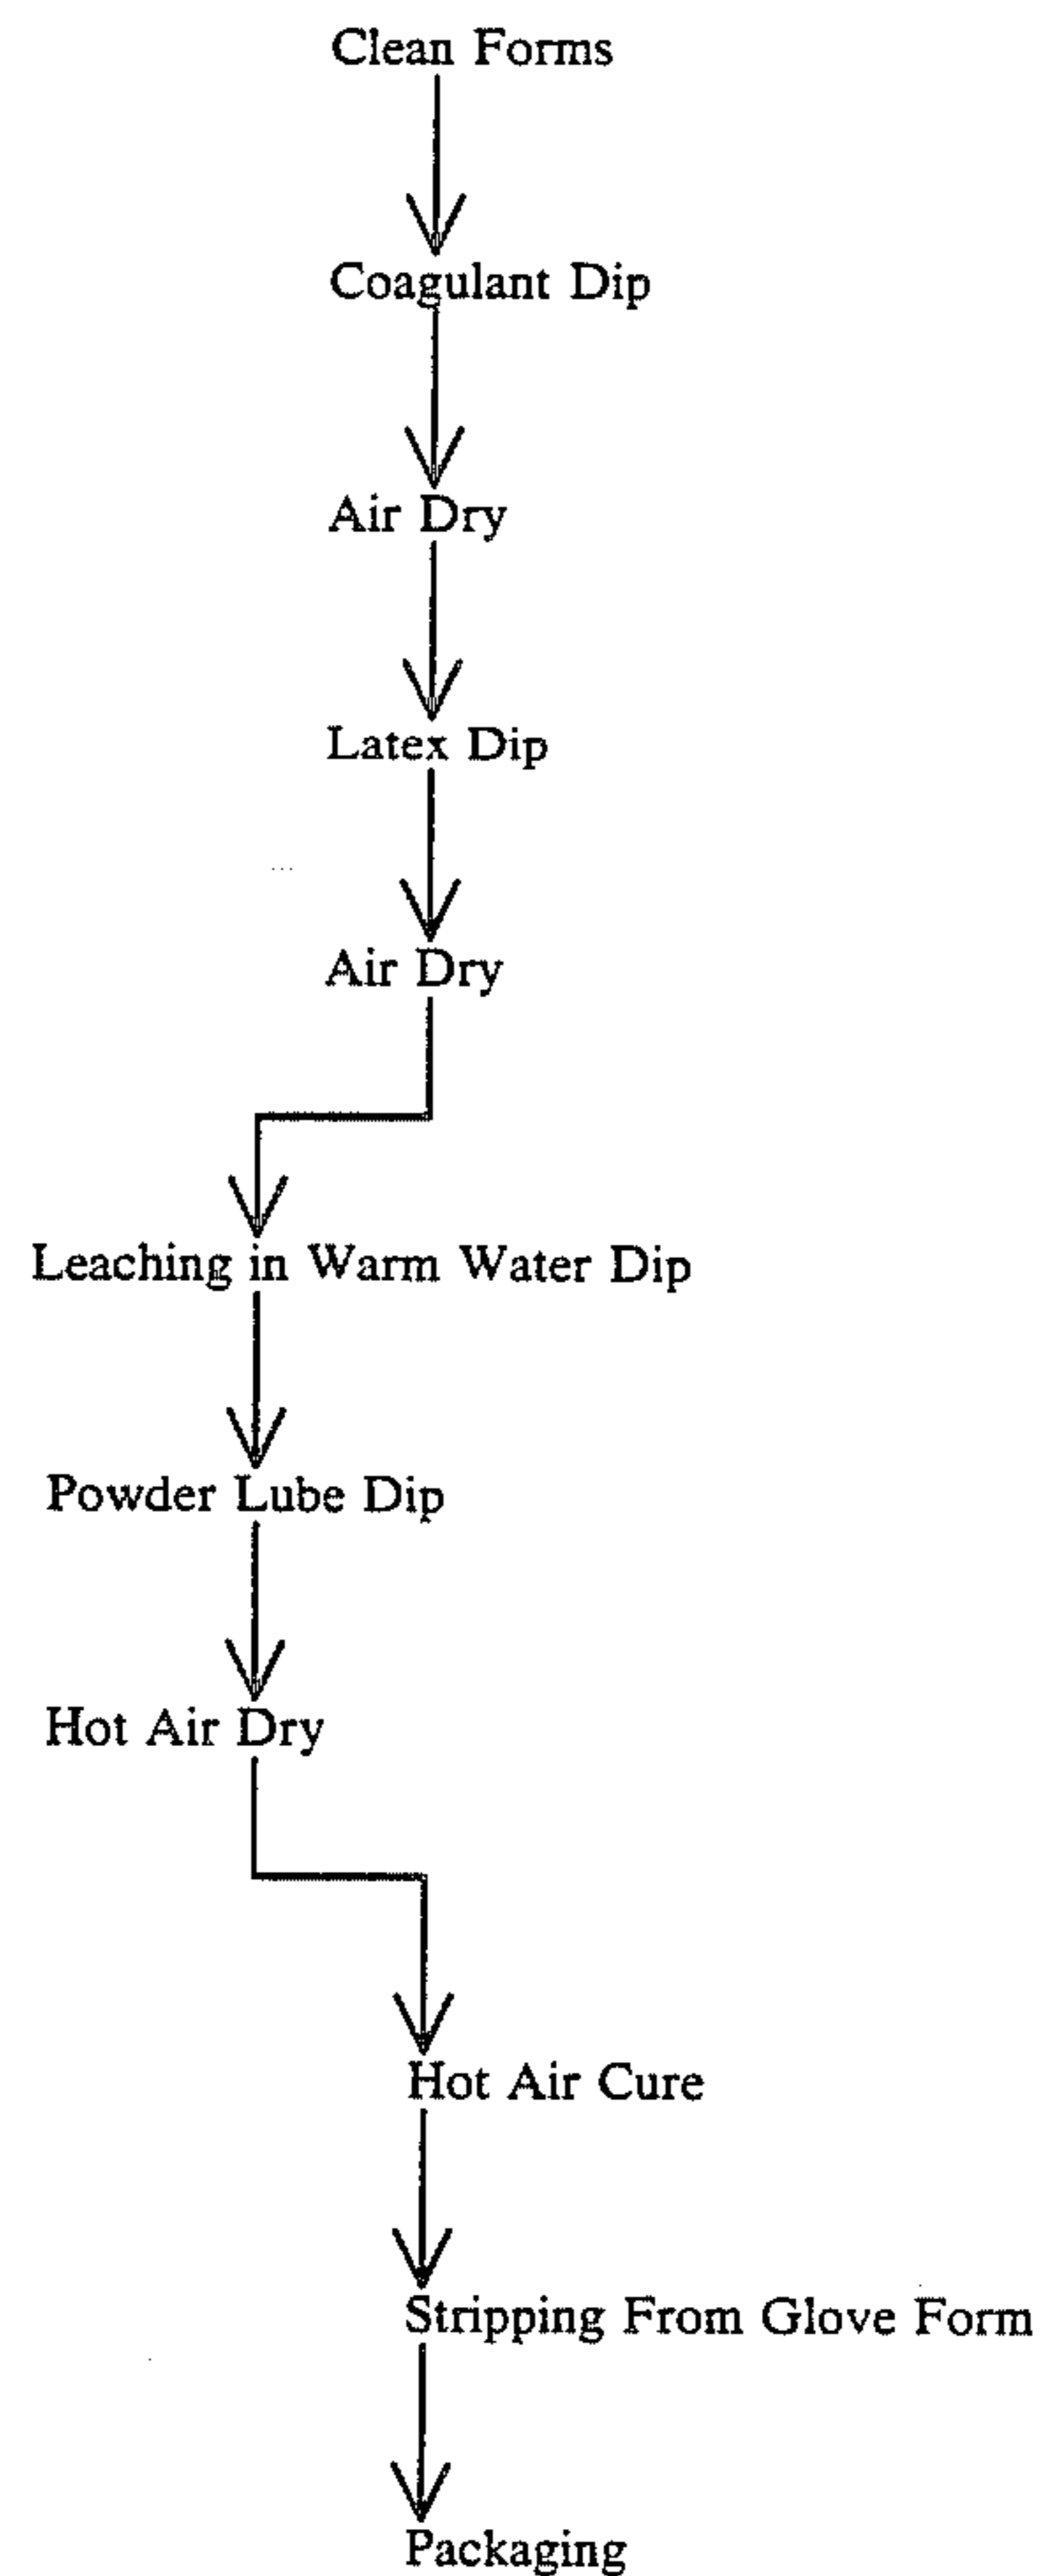 Clean Forms
Coagulant Dip
Air Dry
Latex Dip
Air Dry
Leaching in Warm Water Dip
Powder Lube Dip
Hot Air Dry
Hot Air Cure
Stripping From Glove Form
Packaging